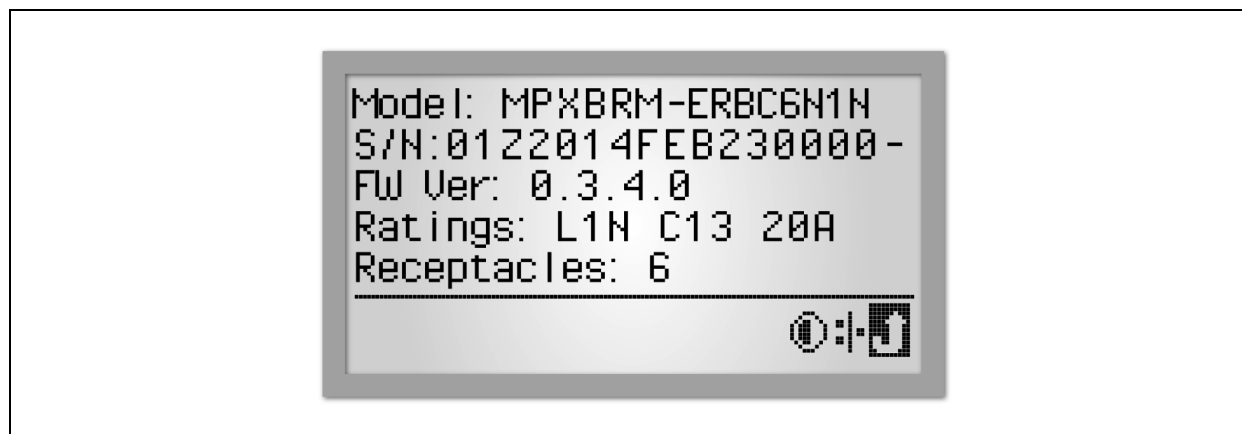 Model: MPXBRM-ERBC6N1N
S/N:01Z2014FEB230000-
FW Ver: 0.3.4.0
Ratings: L1N C13 20A
Receptacles: 6